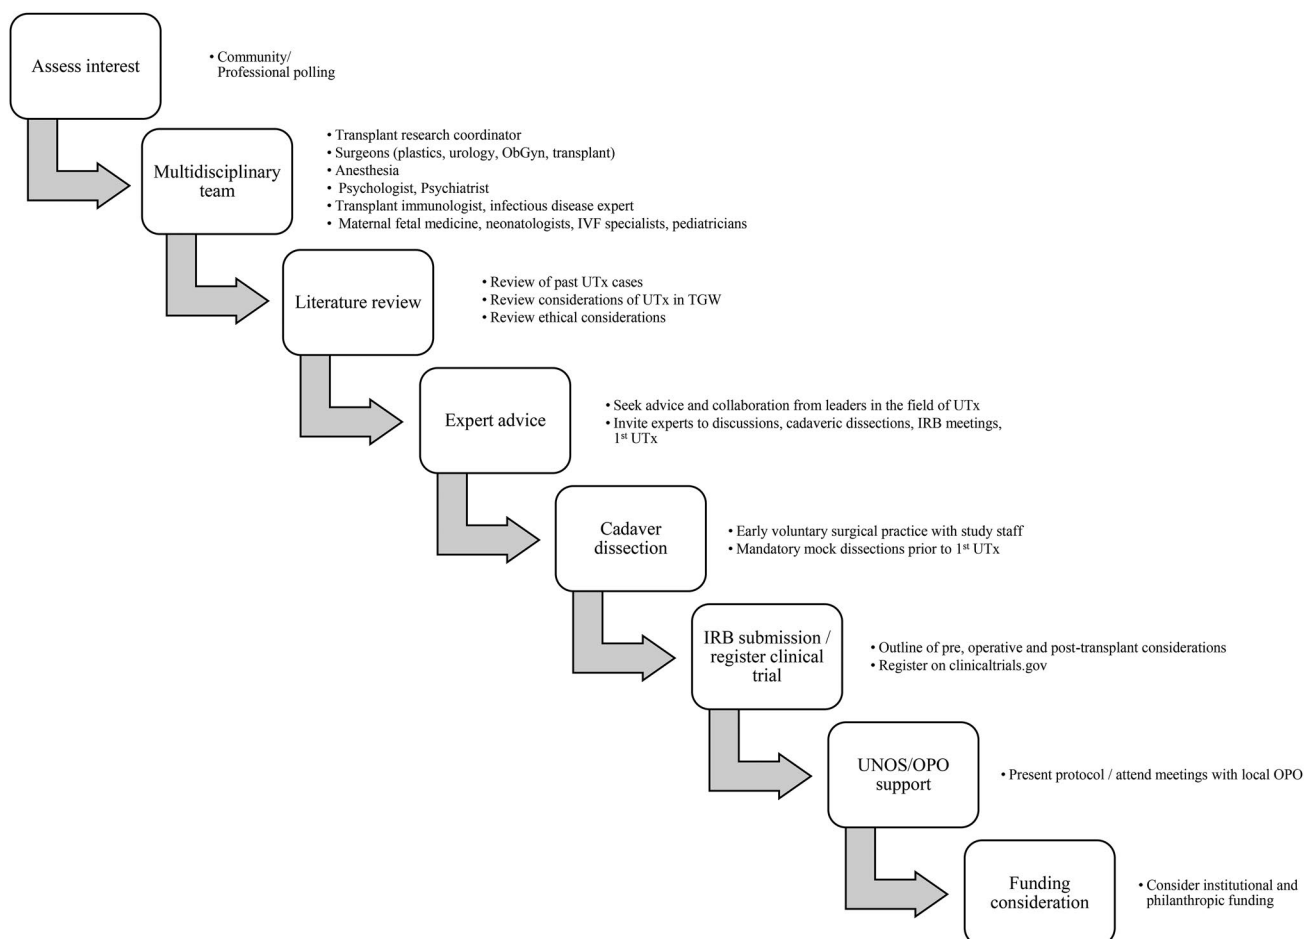 Assess interest
• Community/
Professional polling
Multidisciplinary
team
• Transplant research coordinator
• Surgeons (plastics, urology, ObGyn, transplant)
• Anesthesia
• Psychologist, Psychiatrist
• Transplant immunologist, infectious disease expert
• Maternal fetal medicine, neonatologists, IVF specialists, pediatricians
Literature review
• Review of past UTx cases
• Review considerations of UTx in TGW
• Review ethical considerations
Expert advice
• Seek advice and collaboration from leaders in the field of UTx
• Invite experts to discussions, cadaveric dissections, IRB meetings,
1st UTx
Cadaver
dissection
• Early voluntary surgical practice with study staff
• Mandatory mock dissections prior to 1st UTx
IRB submission /
register clinical
trial
• Outline of pre, operative and post-transplant considerations
• Register on clinicaltrials.gov
UNOS/OPO
support
• Present protocol / attend meetings with local OPO
Funding
consideration
• Consider institutional and
philanthropic funding